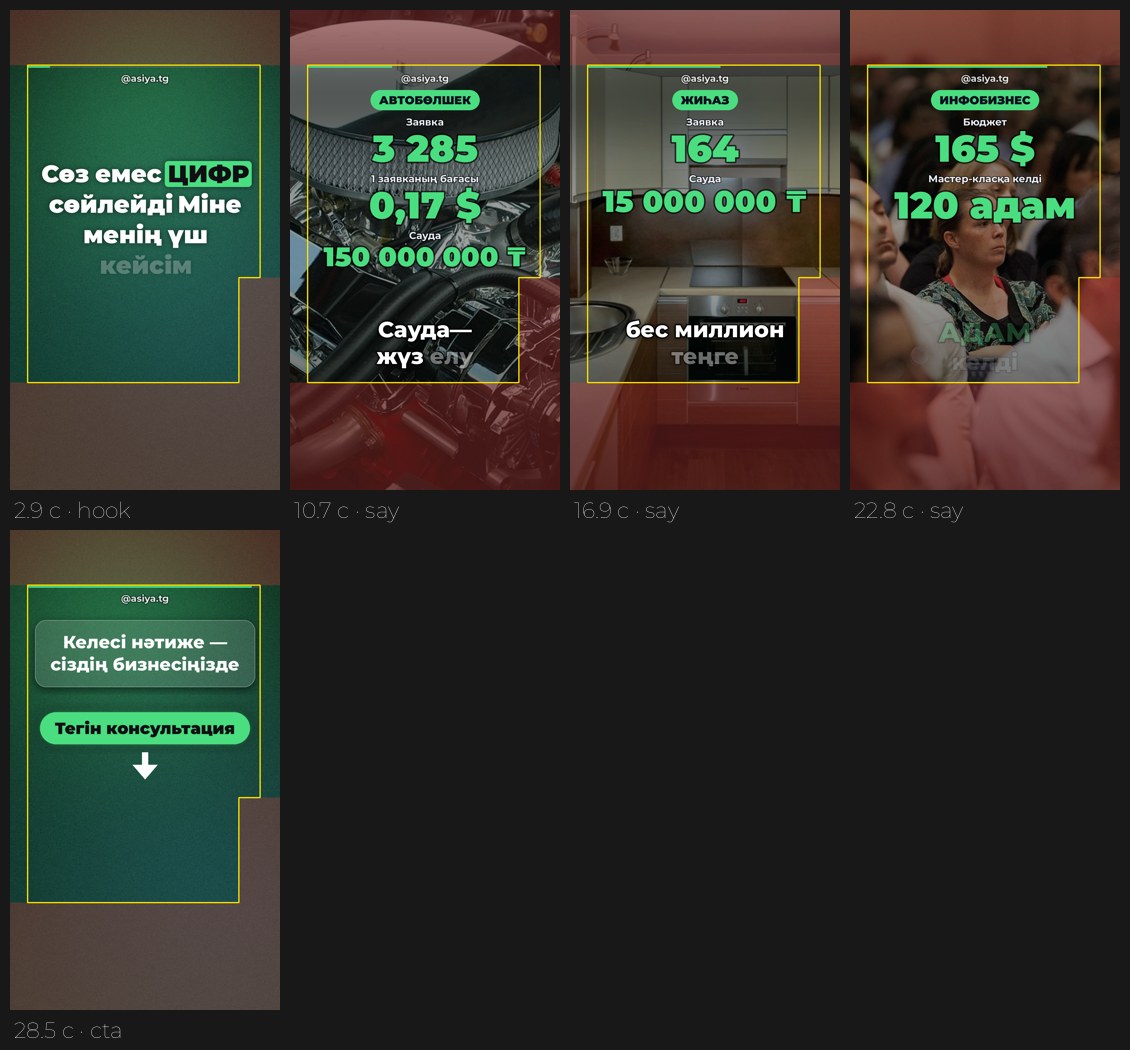 @asiya.tg
Сөз емес ЦИФР
сөйлейді Міне
менің үш
кейсім
2.9 с · hook
@asiya.tg
АВТОБӨЛШЕК
Заявка
3 285
1 заявканың бағасы
0,17 $
Сауда
150 000 000 ₸
Сауда—
жүз елу
10.7 с · say
@asiya.tg
ЖИҺАЗ
Заявка
164
Сауда
15 000 000 ₸
бес миллион
теңге
16.9 с · say
@asiya.tg
ИНФОБИЗНЕС
Бюджет
165 $
Мастер-класқа келді
120 адам
АДАМ
келді
22.8 с · say
@asiya.tg
Келесі нәтиже —
сіздің бизнесіңізде
Тегін консультация
28.5 с · cta